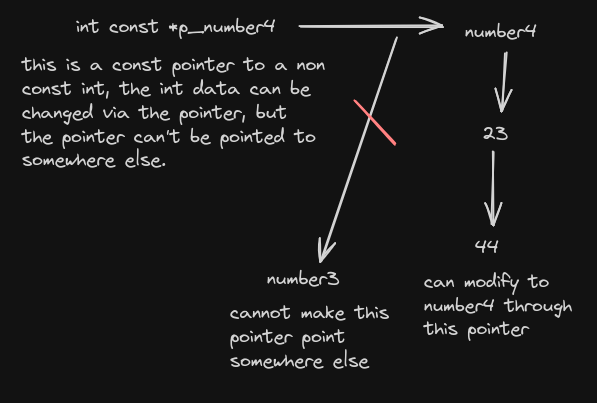 int const *p_number4
number4
this is a const pointer to a non
const int, the int data can be
changed via the pointer, but
the pointer can't be pointed to
somewhere else.
23
44
number3
cannot make this
pointer point
somewhere else
can modify to
number4 through
this pointer